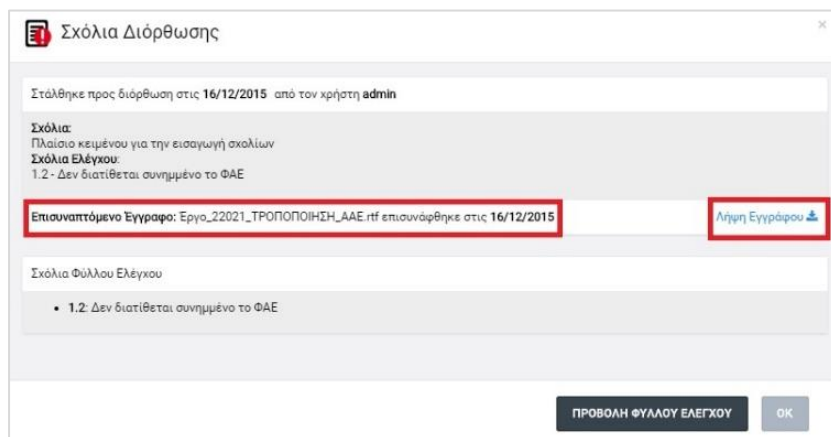 Σχόλια Διόρθωσης
×
Στάλθηκε προς διόρθωση στις 16/12/2015 από τον χρήστη admin
Σχόλια:
Πλαίσιο κειμένου για την εισαγωγή σχολίων
Σχόλια Ελέγχου:
1.2 - Δεν διατίθεται συνημμένο το ΦΑΕ
Επισυναπτόμενο Έγγραφο: Έργο_22021_ΤΡΟΠΟΠΟΙΗΣΗ_ΑΑΕ.rtf επισυνάφθηκε στις 16/12/2015 Λήψη Εγγράφου
Σχόλια Φύλλου Ελέγχου
• 1.2: Δεν διατίθεται συνημμένο το ΦΑΕ
ΠΡΟΒΟΛΗ ΦΥΛΛΟΥ ΕΛΕΓΧΟΥ OK